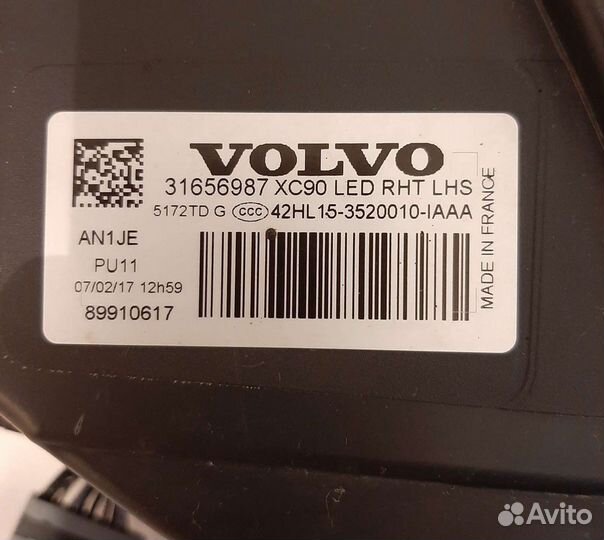 VOLVO
31656987 XC90 LED RHT LHS
5172TD G CCC 42HL15-3520010-IAAA
AN1JE
PU11
07/02/17 12h59
89910617
MADE IN FRANCE
Avito